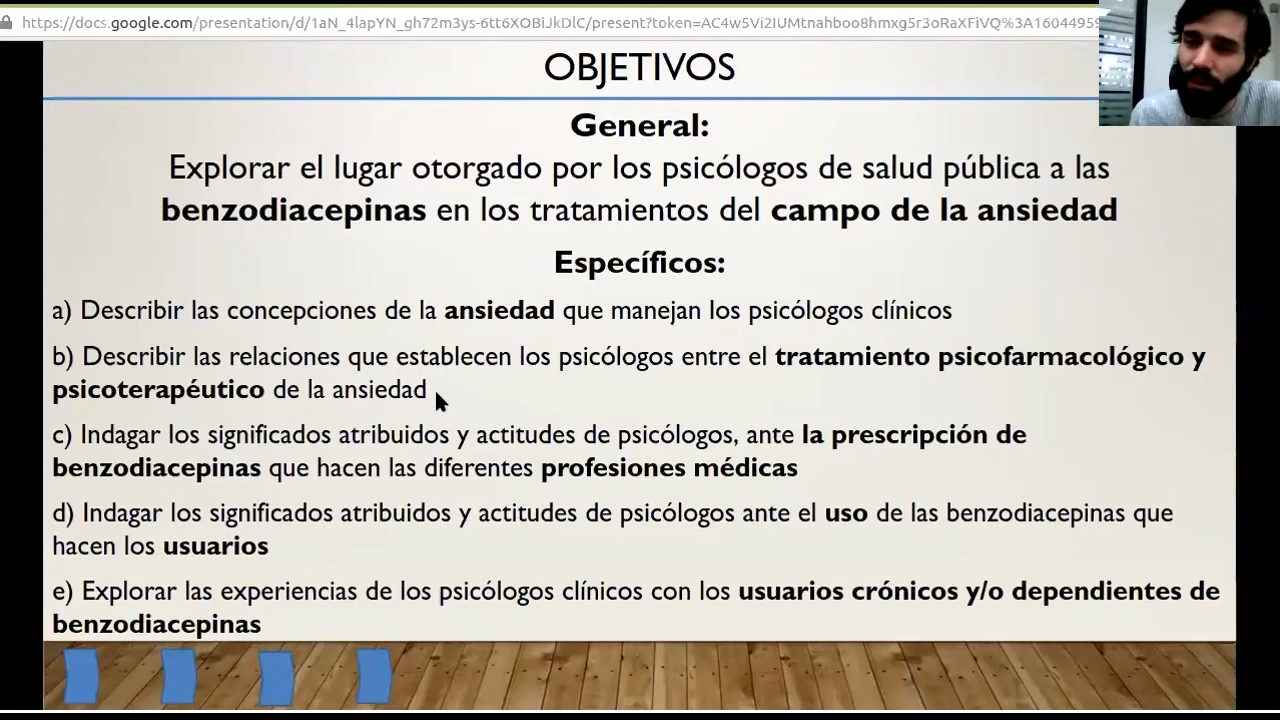 https://docs.google.com/presentation/d/1aN_4lapYN_gh72m3ys-6tt6XOBiJkDlC/present?token=AC4w5Vi2IUMtnahboo8hmxg5r3oRaXFiVQ%3A16044959
OBJETIVOS
General:
Explorar el lugar otorgado por los psicólogos de salud pública a las
benzodiacepinas en los tratamientos del campo de la ansiedad
Específicos:
a) Describir las concepciones de la ansiedad que manejan los psicólogos clínicos
b) Describir las relaciones que establecen los psicólogos entre el tratamiento psicofarmacológico y
psicoterapéutico de la ansiedad
c) Indagar los significados atribuidos y actitudes de psicólogos, ante la prescripción de
benzodiacepinas que hacen las diferentes profesiones médicas
d) Indagar los significados atribuidos y actitudes de psicólogos ante el uso de las benzodiacepinas que
hacen los usuarios
e) Explorar las experiencias de los psicólogos clínicos con los usuarios crónicos y/o dependientes de
benzodiacepinas